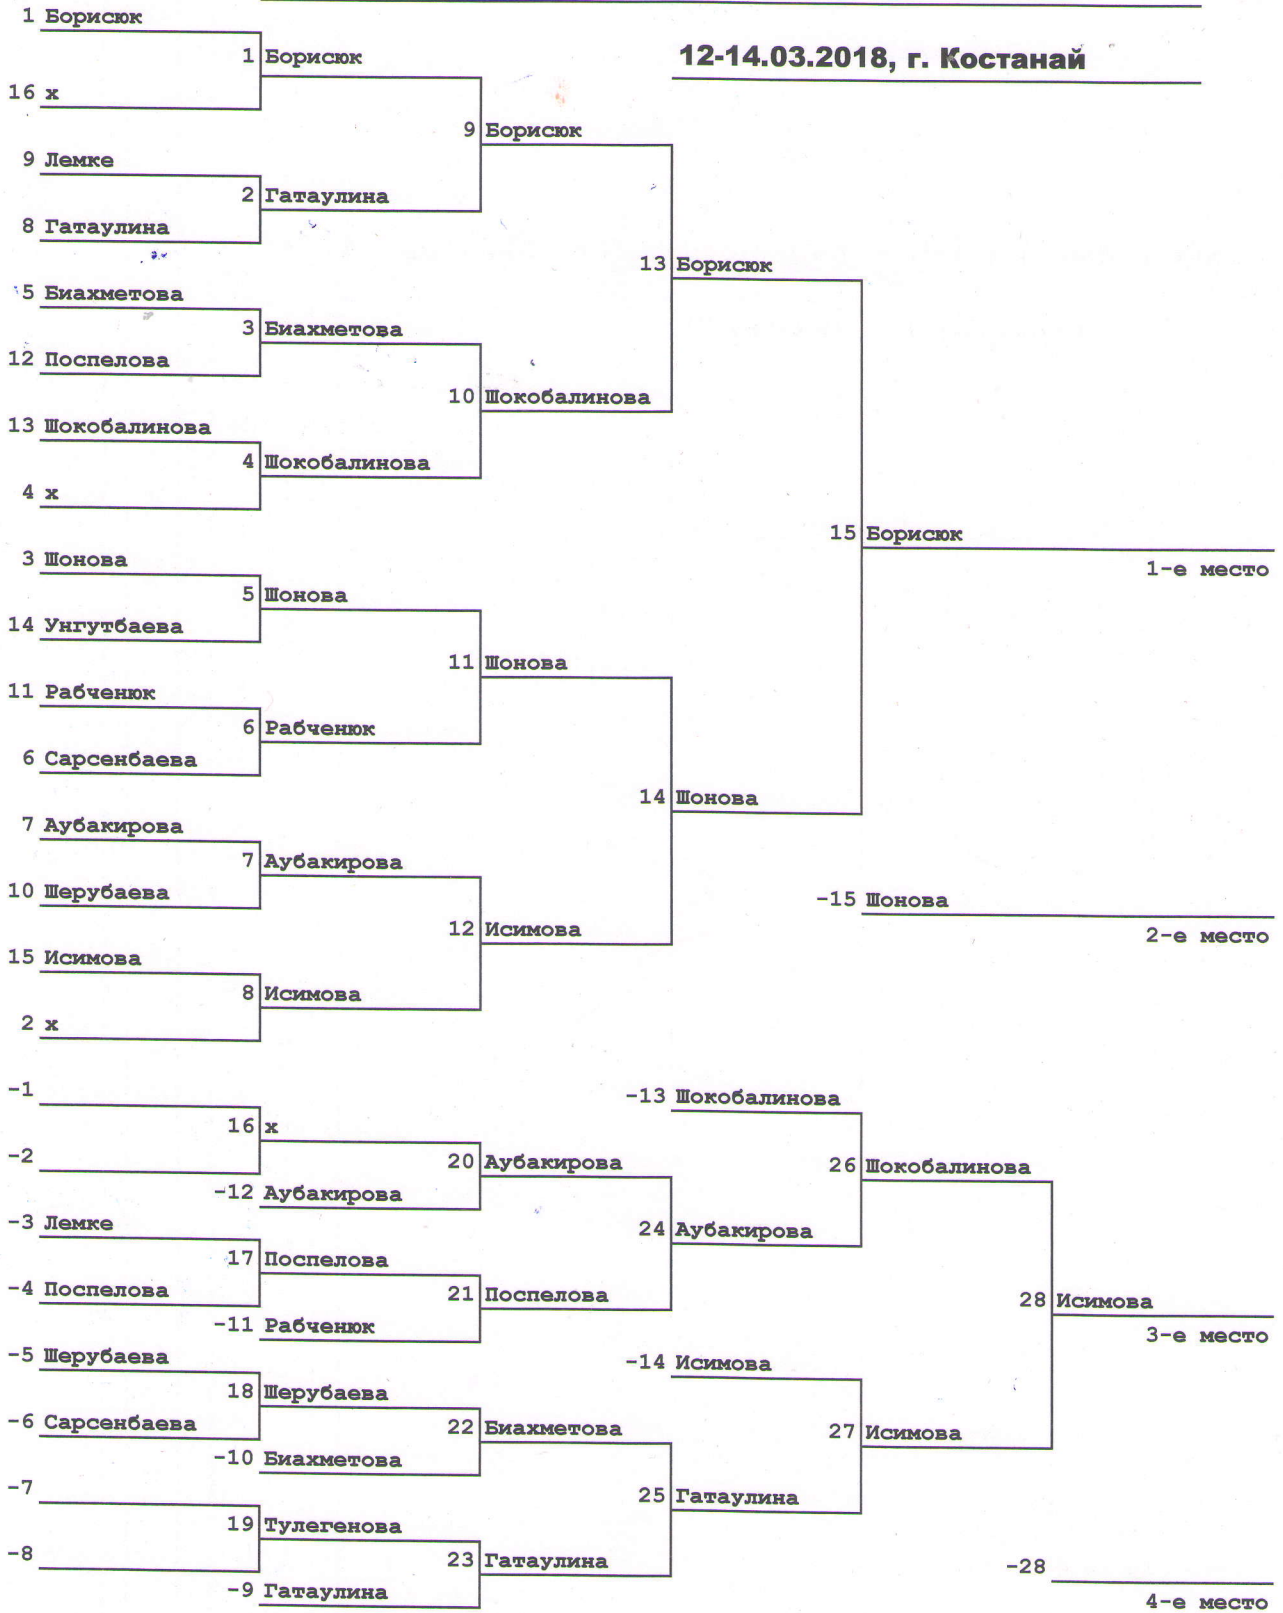 1 Борисюк
1 Борисюк
12-14.03.2018, г. Костанай
16 х
9 Борисюк
9 Лемке
2 Гатаулина
8 Гатаулина
13 Борисюк
5 Биахметова
3 Биахметова
12 Поспелова
10 Шокобалинова
13 Шокобалинова
4 Шокобалинова
4 х
15 Борисюк
3 Шонова
1-е место
5 Шонова
14 Унгутбаева
11 Шонова
11 Рабченюк
6 Рабченюк
6 Сарсенбаева
14 Шонова
7 Аубакирова
7 Аубакирова
10 Шерубаева
-15 Шонова
12 Исимова
2-е место
15 Исимова
8 Исимова
2 х
-1
-13 Шокобалинова
16 х
-2
20 Аубакирова
26 Шокобалинова
-12 Аубакирова
-3 Лемке
24 Аубакирова
17 Поспелова
-4 Поспелова
21 Поспелова
28 Исимова
-11 Рабченюк
3-е место
-5 Шерубаева
-14 Исимова
18 Шерубаева
-6 Сарсенбаева
22 Биахметова
27 Исимова
-10 Биахметова
-7
25 Гатаулина
19 Тулегенова
-8
23 Гатаулина
-28
-9 Гатаулина
4-е место